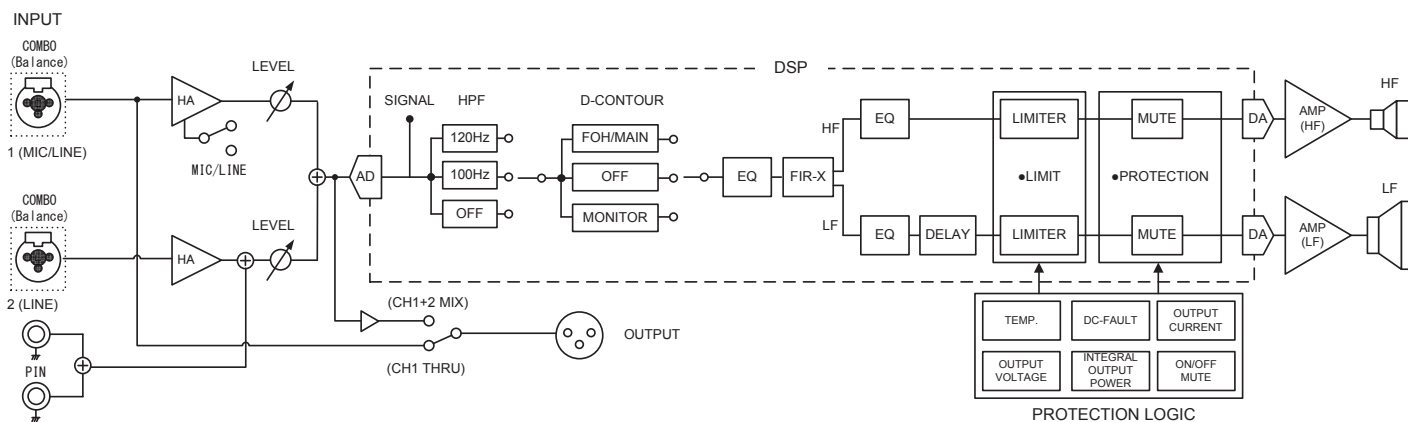 INPUT
COMBO
(Balance)
1 (MIC/LINE)
HA
MIC/LINE
LEVEL
COMBO
(Balance)
2 (LINE)
HA
LEVEL
PIN
AD
DSP
SIGNAL
HPF
120Hz
100Hz
OFF
D-CONTOUR
FOH/MAIN
OFF
MONITOR
EQ
FIR-X
HF
EQ
LIMITER
MUTE
DA
AMP
(HF)
HF
●LIMIT
●PROTECTION
LF
EQ
DELAY
LIMITER
MUTE
DA
AMP
(LF)
LF
(CH1+2 MIX)
(CH1 THRU)
OUTPUT
TEMP.
DC-FAULT
OUTPUT
CURRENT
OUTPUT
VOLTAGE
INTEGRAL
OUTPUT
POWER
ON/OFF
MUTE
PROTECTION LOGIC